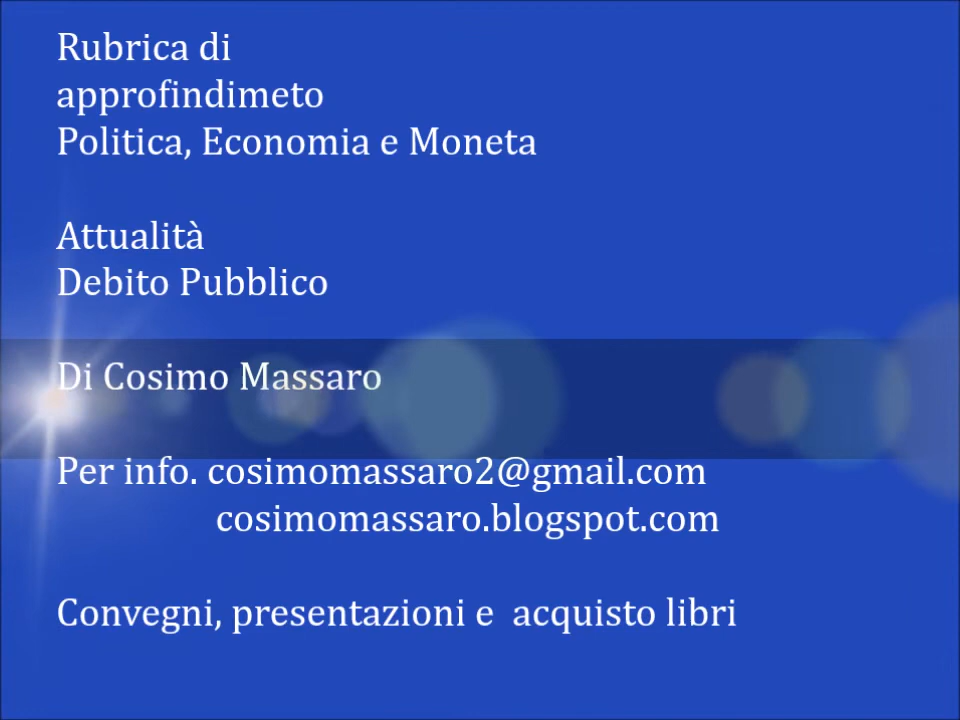 Rubrica di
approfindimeto
Politica, Economia e Moneta
Attualità
Debito Pubblico
Di Cosimo Massaro
Per info. cosimomassaro2@gmail.com
cosimomassaro.blogspot.com
Convegni, presentazioni e  acquisto libri